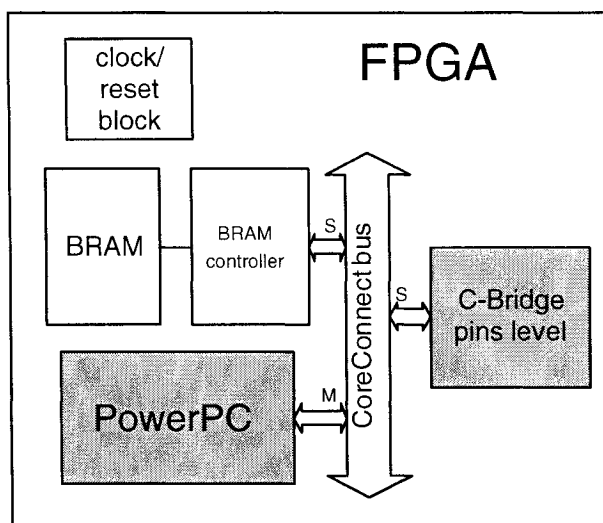 clock/
reset
block
FPGA
BRAM
BRAM
controller
S
CoreConnect bus
S
C-Bridge
pins level
PowerPC
M